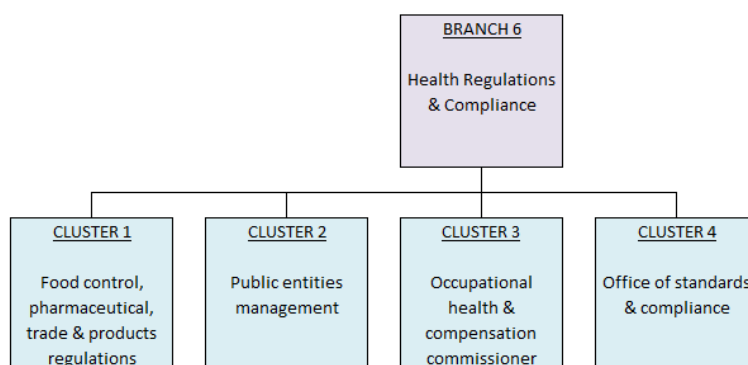 BRANCH 6
Health Regulations
& Compliance
CLUSTER 1
Food control,
pharmaceutical,
trade & products
regulations
CLUSTER 2
Public entities
management
CLUSTER 3
Occupational
health &
compensation
commissioner
CLUSTER 4
Office of standards
& compliance